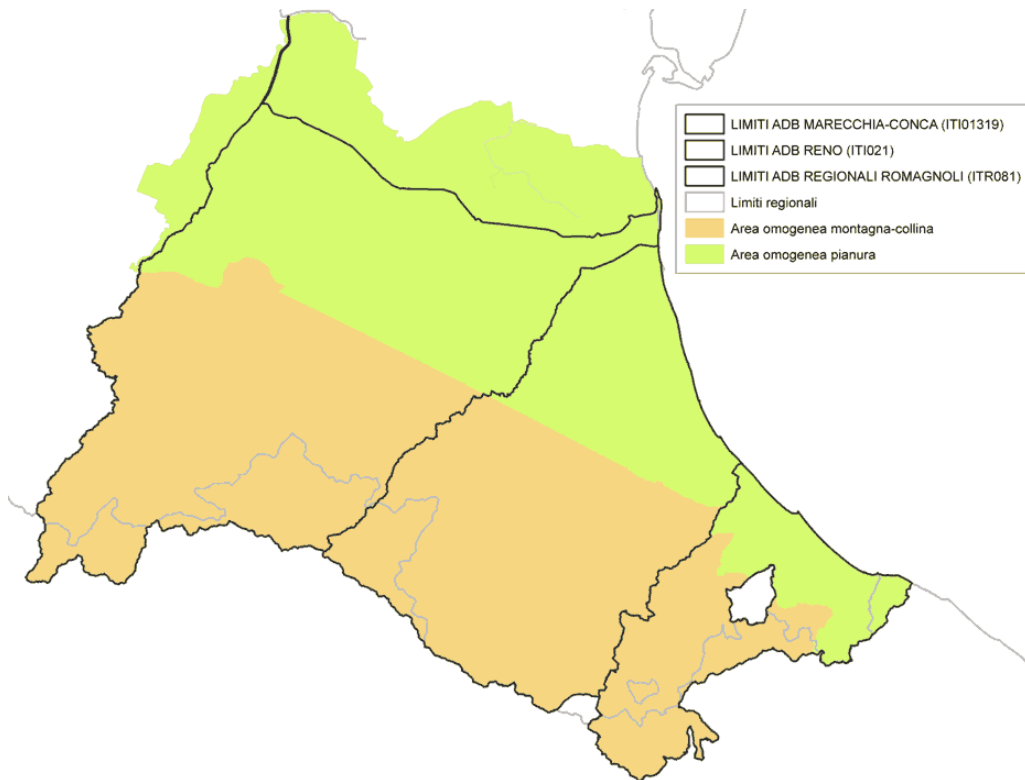 LIMITI ADB MARECCHIA-CONCA (ITI01319)
LIMITI ADB RENO (ITI021)
LIMITI ADB REGIONALI ROMAGNOLI (ITR081)
Limiti regionali
Area omogenea montagna-collina
Area omogenea pianura